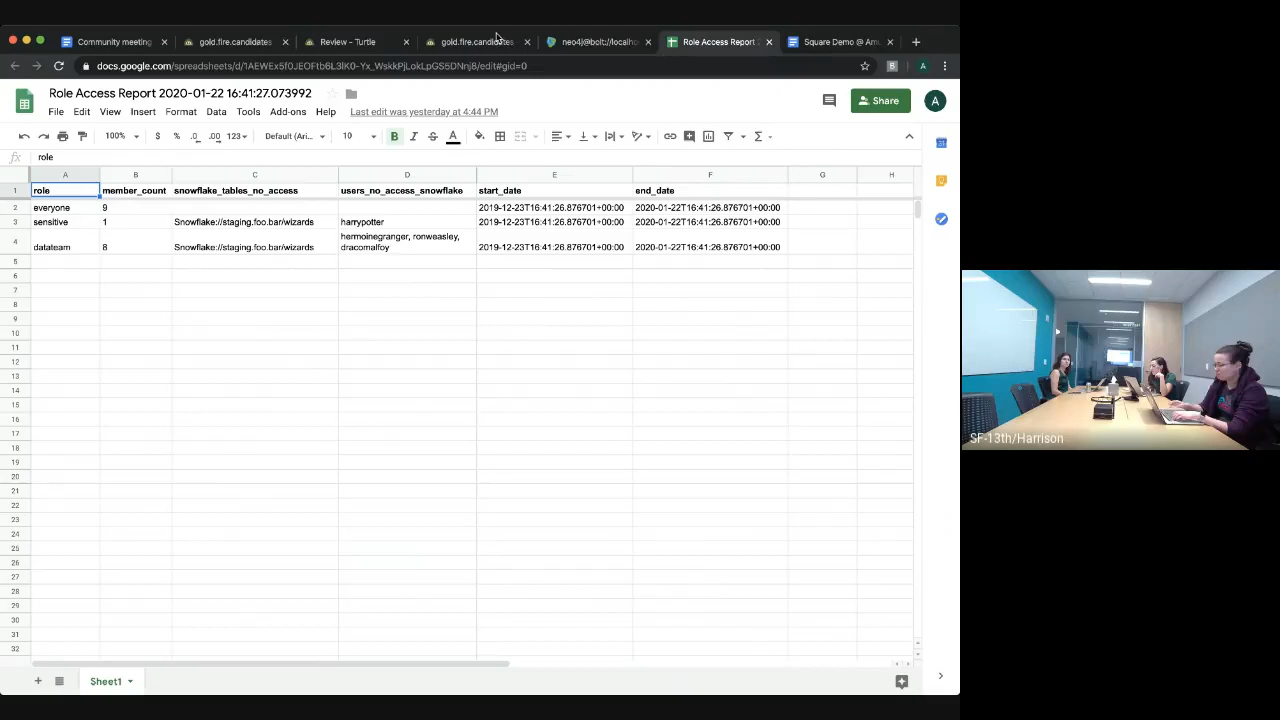 Community meeting
gold.fire.candidates
Review - Turtle
gold.fire.candidates
neo4j@bolt://localho
Role Access Report
Square Demo @ Am
docs.google.com/spreadsheets/d/1AEWEx5f0JEOFtb6L3lK0-Yx_WskkPjLokLpGS5DNnj8/edit#gid=0
B
A
Role Access Report 2020-01-22 16:41:27.073992
File Edit View Insert Format Data Tools Add-ons Help Last edit was yesterday at 4:44 PM
Share
A
100% $ % .0 .00 123 Default (Ari... 10 B I S A
fx role
A B C D E F G H
1 role member_count snowflake_tables_no_access users_no_access_snowflake start_date end_date
2 everyone 9 2019-12-23T16:41:26.876701+00:00 2020-01-22T16:41:26.876701+00:00
3 sensitive 1 Snowflake://staging.foo.bar/wizards harrypotter 2019-12-23T16:41:26.876701+00:00 2020-01-22T16:41:26.876701+00:00
hermoinegranger, ronweasley,
4 datateam 8 Snowflake://staging.foo.bar/wizards dracomalfoy 2019-12-23T16:41:26.876701+00:00 2020-01-22T16:41:26.876701+00:00
5
6
7
8
9
10
11
12
13
14
15
16
17
18
19
20
21
22
23
24
25
26
27
28
29
30
31
32
Sheet1
SF-13th/Harrison